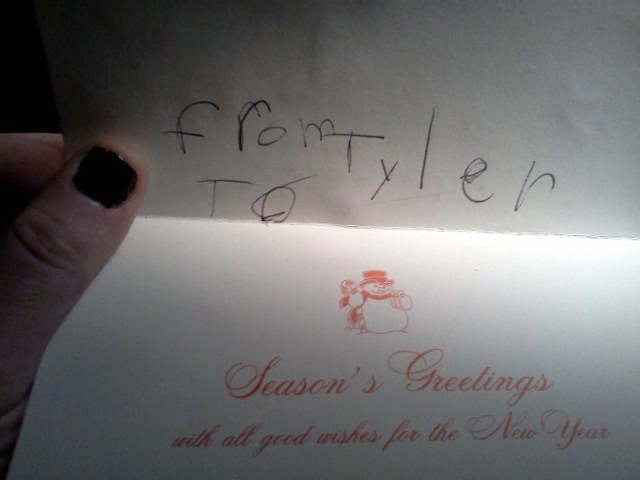 from Tyler
TO
Season's Greetings
with all good wishes for the New Year